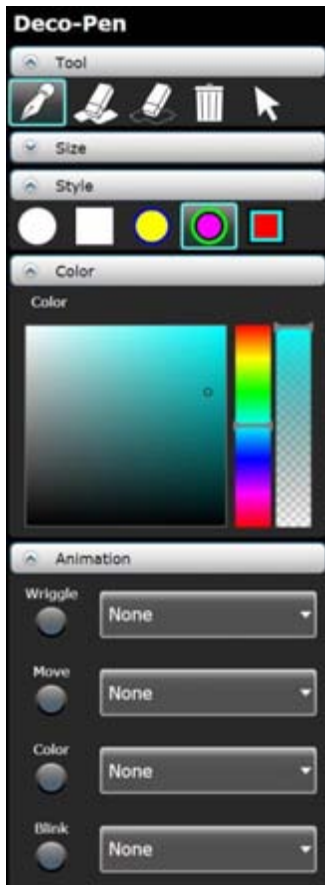 Deco-Pen
Tool
Size
Style
Color
Color
Animation
Wriggle
None
Move
None
Color
None
Blink
None